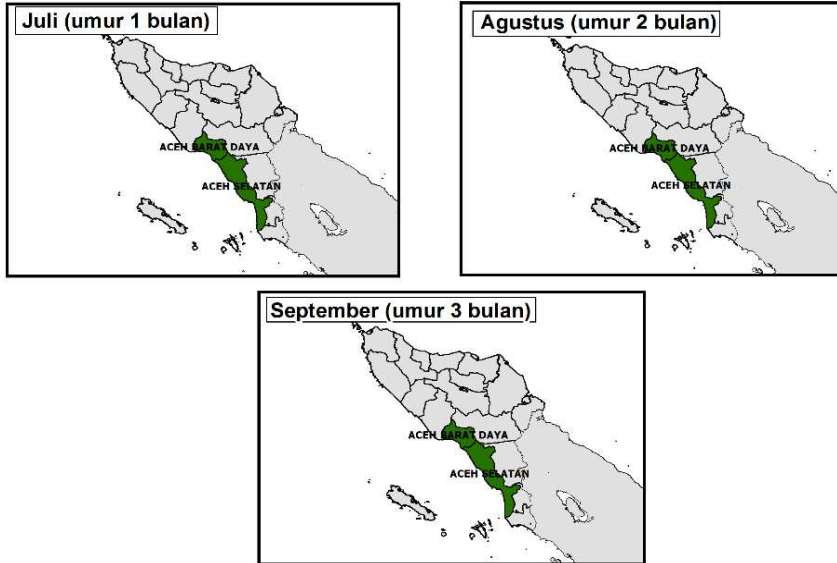 Juli (umur 1 bulan)
ACEH BARAT DAYA
ACEH SELATAN
Agustus (umur 2 bulan)
ACEH BARAT DAYA
ACEH SELATAN
September (umur 3 bulan)
ACEH BARAT DAYA
ACEH SELATAN